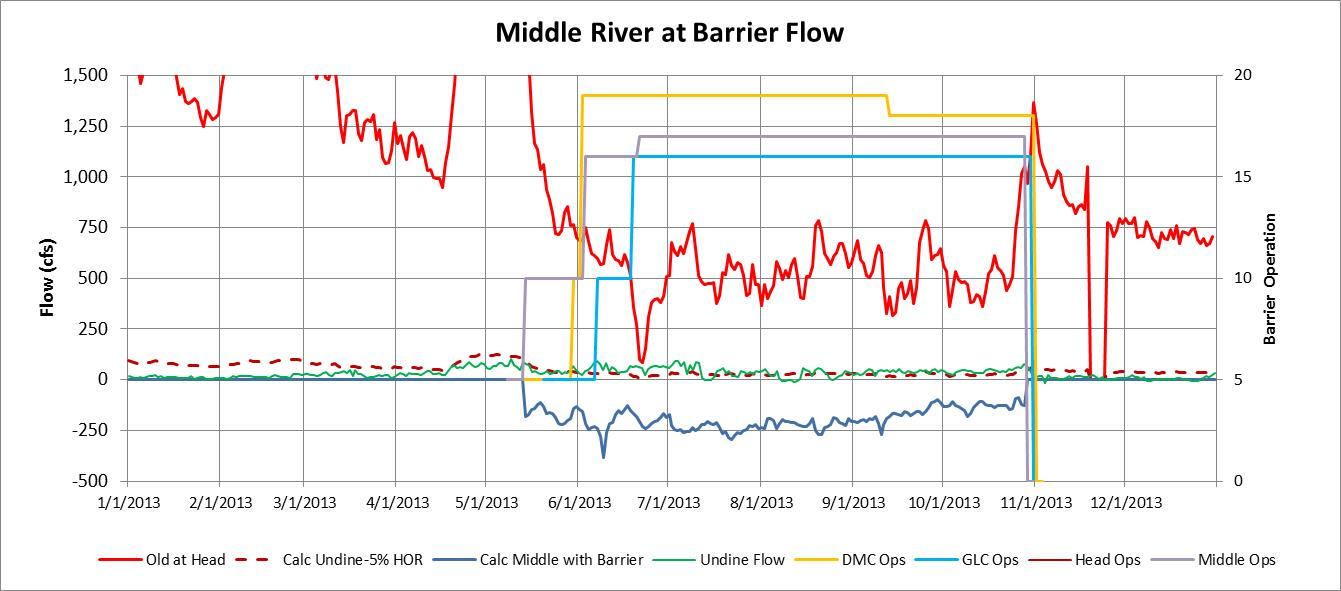 Middle River at Barrier Flow
1,500
1,250
1,000
750
500
250
0
-250
-500
Flow (cfs)
20
15
10
5
0
Barrier Operation
1/1/2013 2/1/2013 3/1/2013 4/1/2013 5/1/2013 6/1/2013 7/1/2013 8/1/2013 9/1/2013 10/1/2013 11/1/2013 12/1/2013
Old at Head Calc Undine-5% HOR Calc Middle with Barrier Undine Flow DMC Ops GLC Ops Head Ops Middle Ops